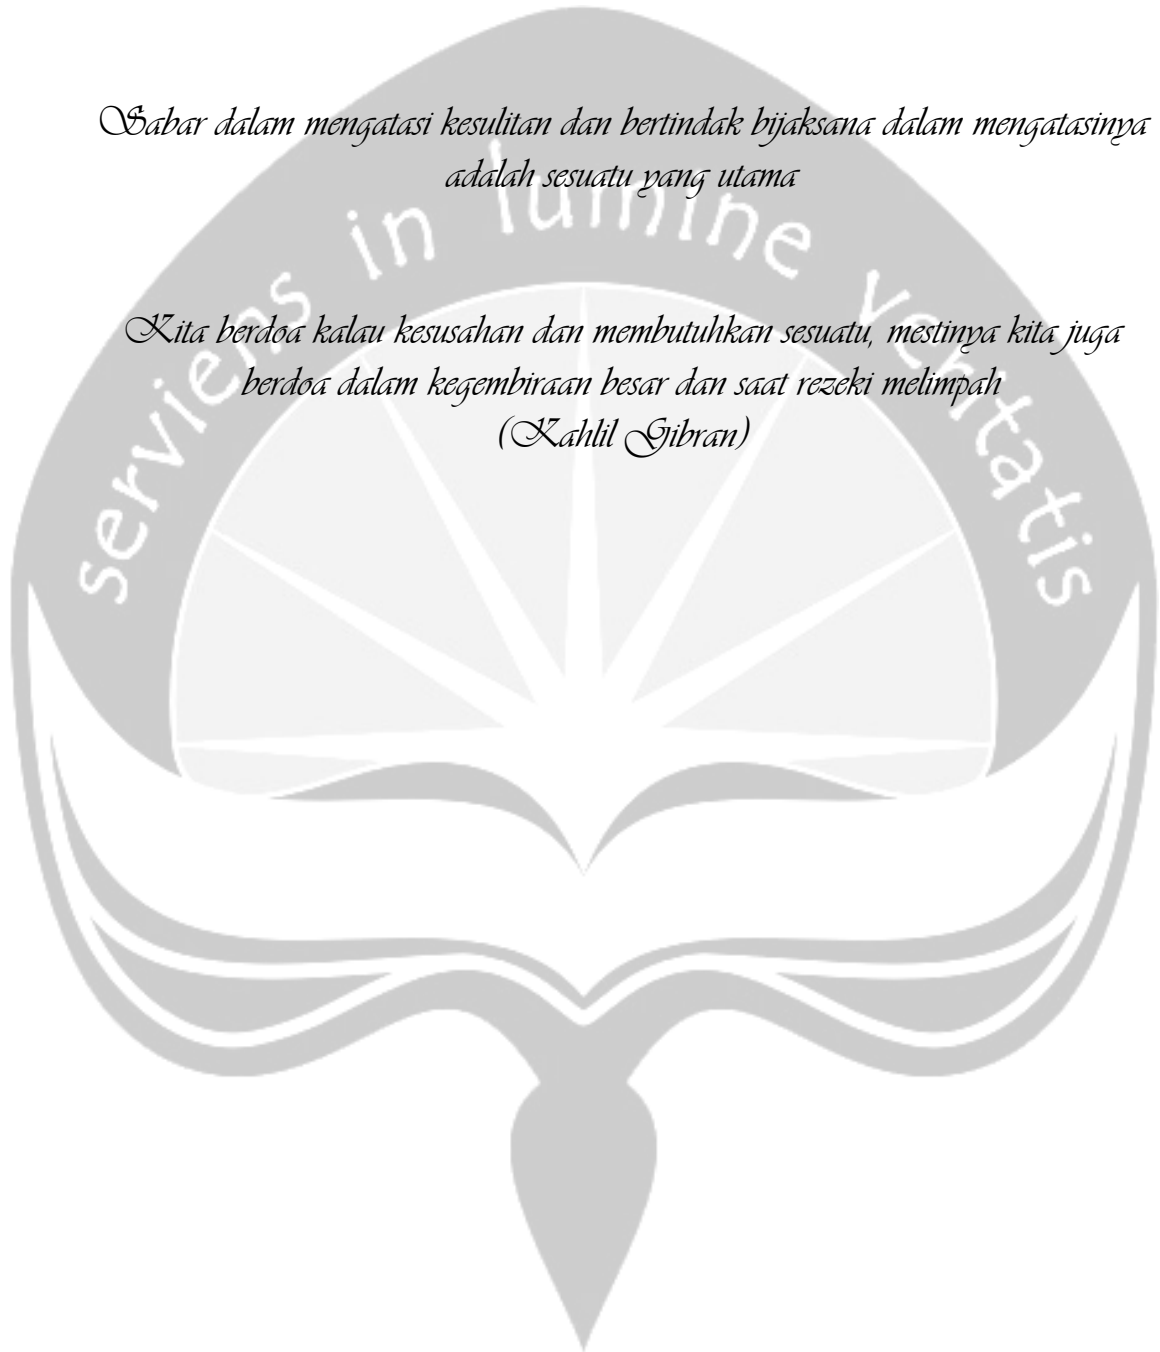 Sabar dalam mengatasi kesulitan dan bertindak bijaksana dalam mengatasinya
adalah sesuatu yang utama
serviens in lumine veritatis
Kita berdoa kalau kesusahan dan membutuhkan sesuatu, mestinya kita juga
berdoa dalam kegembiraan besar dan saat rezeki melimpah
(Kahlil Gibran)